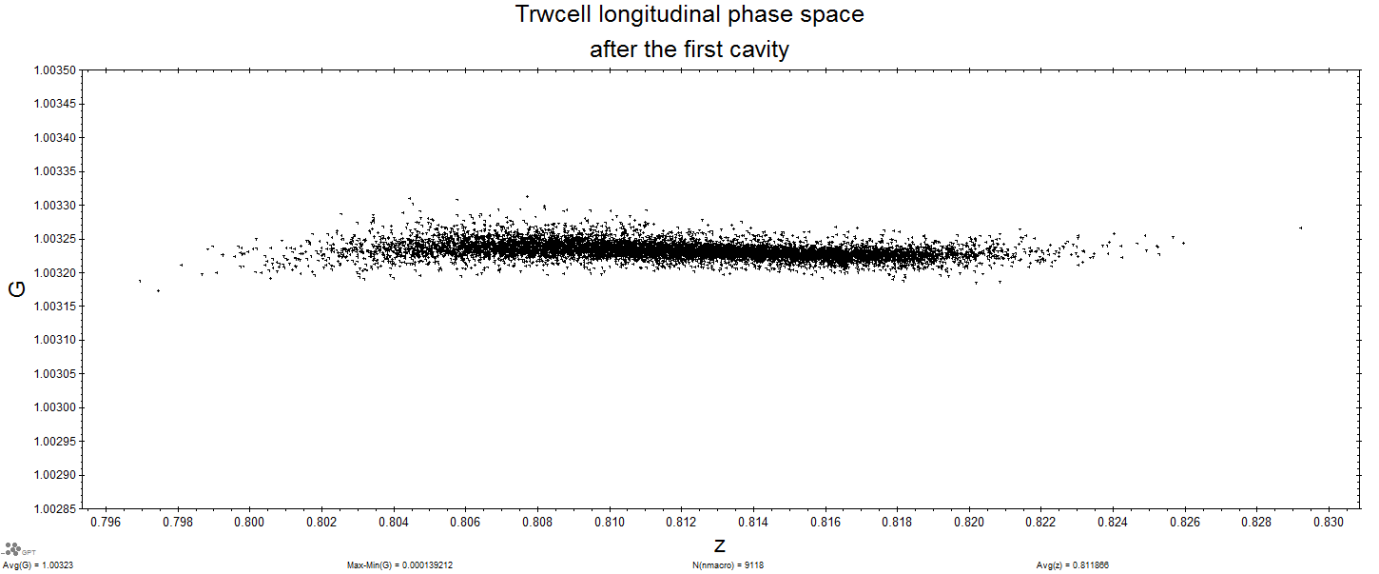 Trwcell longitudinal phase space
after the first cavity
1.00350
1.00345
1.00340
1.00335
1.00330
1.00325
1.00320
1.00315
1.00310
1.00305
1.00300
1.00295
1.00290
1.00285
G
0.796 0.798 0.800 0.802 0.804 0.806 0.808 0.810 0.812 0.814 0.816 0.818 0.820 0.822 0.824 0.826 0.828 0.830
z
GPT
Avg(G) = 1.00323 Max-Min(G) = 0.000139212 N(nmacro) = 9118 Avg(z) = 0.811866